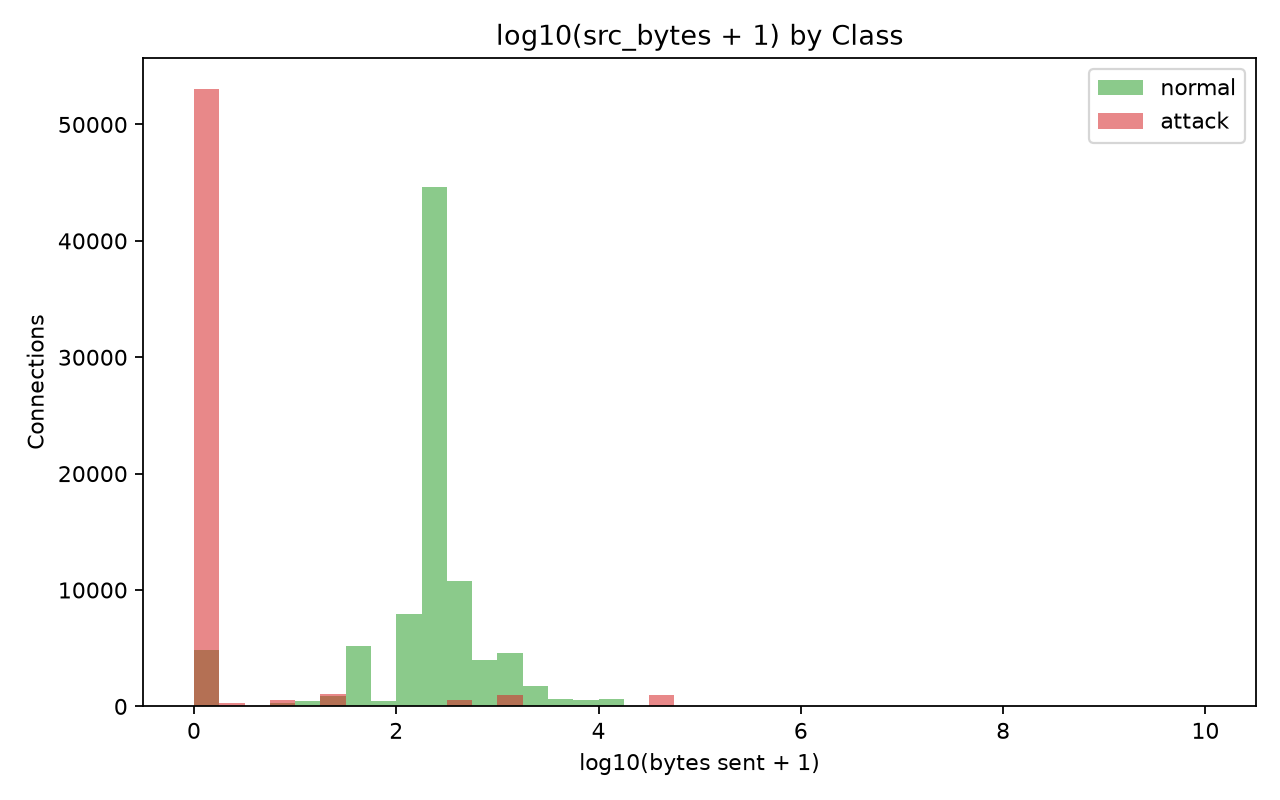 log10(src_bytes + 1) by Class
normal
attack
50000
40000
30000
20000
10000
0
Connections
0 2 4 6 8 10
log10(bytes sent + 1)